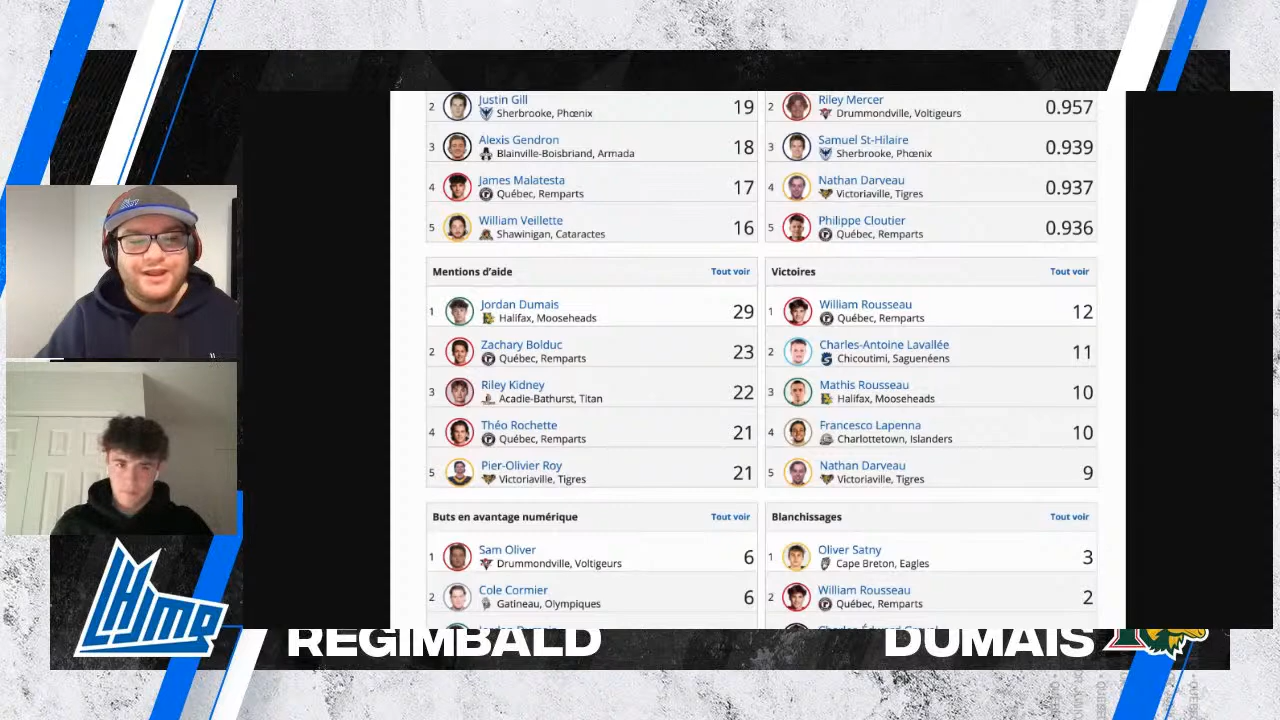 2 Justin Gill 19
Sherbrooke, Phœnix
3 Alexis Gendron 18
Blainville-Boisbriand, Armada
4 James Malatesta 17
Québec, Remparts
5 William Veillette 16
Shawinigan, Cataractes
2 Riley Mercer 0.957
Drummondville, Voltigeurs
3 Samuel St-Hilaire 0.939
Sherbrooke, Phœnix
4 Nathan Darveau 0.937
Victoriaville, Tigres
5 Philippe Cloutier 0.936
Québec, Remparts
Mentions d'aide Tout voir
1 Jordan Dumais 29
Halifax, Mooseheads
2 Zachary Bolduc 23
Québec, Remparts
3 Riley Kidney 22
Acadie-Bathurst, Titan
4 Théo Rochette 21
Québec, Remparts
5 Pier-Olivier Roy 21
Victoriaville, Tigres
Victoires Tout voir
1 William Rousseau 12
Québec, Remparts
2 Charles-Antoine Lavallée 11
Chicoutimi, Saguenéens
3 Mathis Rousseau 10
Halifax, Mooseheads
4 Francesco Lapenna 10
Charlottetown, Islanders
5 Nathan Darveau 9
Victoriaville, Tigres
Buts en avantage numérique Tout voir
1 Sam Oliver 6
Drummondville, Voltigeurs
2 Cole Cormier 6
Gatineau, Olympiques
Blanchissages Tout voir
1 Oliver Satny 3
Cape Breton, Eagles
2 William Rousseau 2
Québec, Remparts
LHJMQ
REGIMBALD
DUMAIS